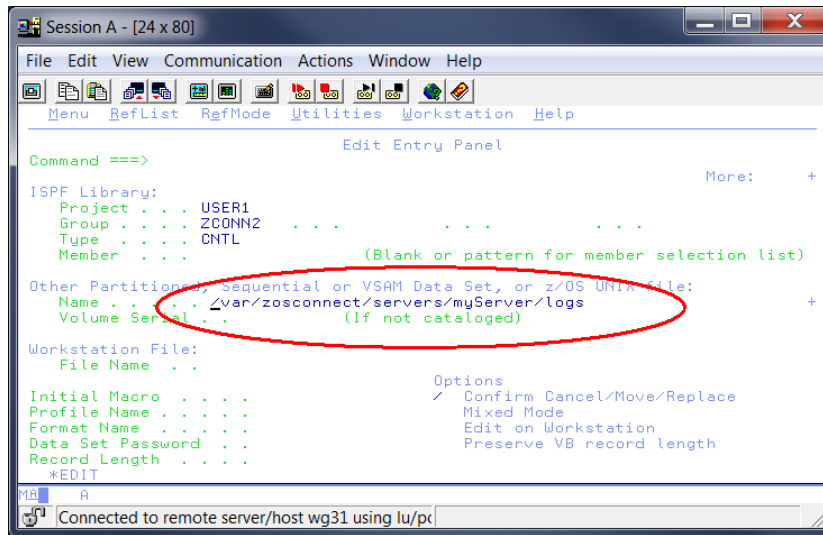 Session A - [24 x 80]
File Edit View Communication Actions Window Help
Menu RefList RefMode Utilities Workstation Help
Edit Entry Panel
Command ===>
More: +
ISPF Library:
Project . . . USER1
Group . . . . ZCONN2 . . . . . . . . .
Type . . . . CNTL
Member . . . (Blank or pattern for member selection list)
Other Partitioned, Sequential or VSAM Data Set, or z/OS UNIX file:
Name . . . . . /var/zosconnect/servers/myServer/logs +
Volume Serial . . (If not cataloged)
Workstation File:
File Name . .
Options
Initial Macro . . . . / Confirm Cancel/Move/Replace
Profile Name . . . . . Mixed Mode
Format Name . . . . . Edit on Workstation
Data Set Password . . Preserve VB record length
Record Length . . . .
*EDIT
MA A
Connected to remote server/host wg31 using lu/po